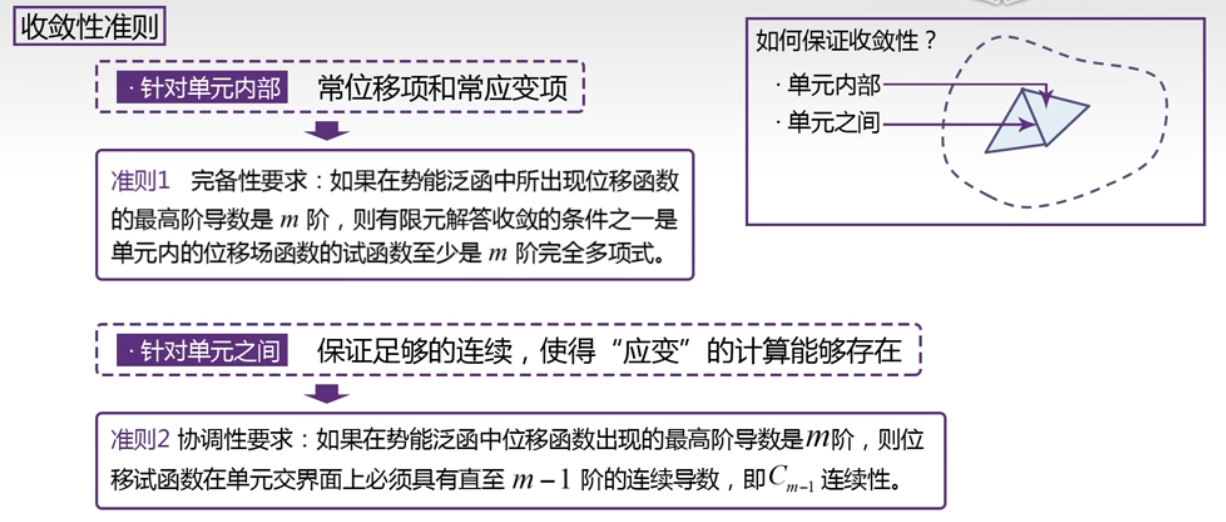 收敛性准则
·针对单元内部 常位移项和常应变项
准则1 完备性要求：如果在势能泛函中所出现位移函数
的最高阶导数是 m 阶，则有限元解答收敛的条件之一是
单元内的位移场函数的试函数至少是 m 阶完全多项式。
·针对单元之间 保证足够的连续，使得“应变”的计算能够存在
准则2 协调性要求：如果在势能泛函中位移函数出现的最高阶导数是m阶，则位
移试函数在单元交界面上必须具有直至 m−1 阶的连续导数，即Cm−1 连续性。
如何保证收敛性？
·单元内部
·单元之间